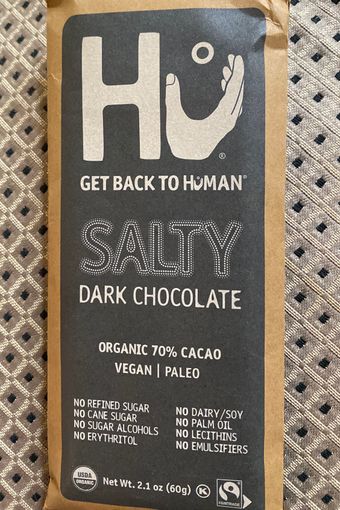 HU
®
GET BACK TO HUMAN®
SALTY
DARK CHOCOLATE
ORGANIC 70% CACAO
VEGAN | PALEO
NO REFINED SUGAR
NO CANE SUGAR
NO SUGAR ALCOHOLS
NO ERYTHRITOL
NO DAIRY/SOY
NO PALM OIL
NO LECITHINS
NO EMULSIFIERS
USDA
ORGANIC
Net Wt. 2.1 oz (60g)
K
FAIRTRADE